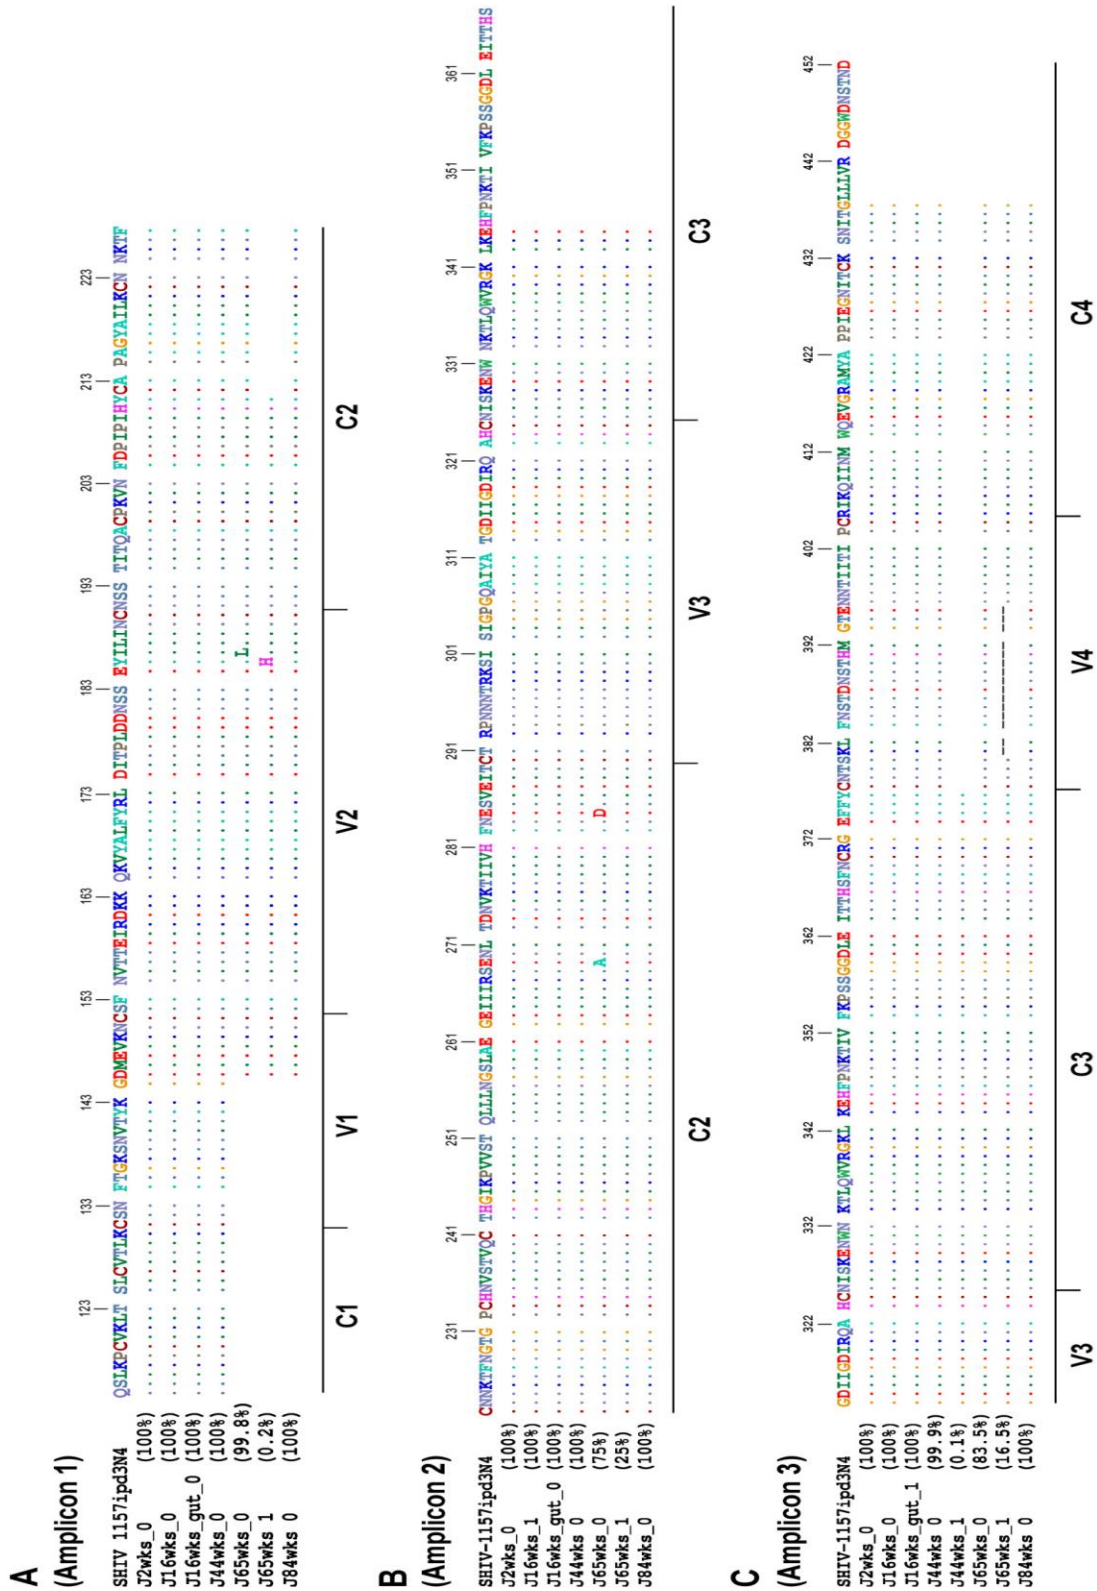 A
(Amplicon 1)
123 133 143 153 163 173 183 193 203 213 223
SHIV 1157ipd3N4 QSLKPCVKLT SLCVTLKCSN FTGKSNVTYK GDMEVKNCSF NVTTEIRDKK QKVYALFYRL DITPLDDNSS EYILINCNSS TITQACPKVN FDPIPIHYCA PAGYAILKCN NKTF
J2wks_0 (100%)
J16wks_0 (100%)
J16wks_gut_0 (100%)
J44wks_0 (100%)
J65wks_0 (99.8%) L
J65wks 1 (0.2%) H
J84wks 0 (100%)
C1 V1 V2 C2
B
(Amplicon 2)
231 241 251 261 271 281 291 301 311 321 331 341 351 361
SHIV-1157ipd3N4 CNNKTFNGTG PCHNVSTVQC THGIKPVVST QLLLNGSLAE GEIIIRSENL TDNVKTIIVH FNESVEITCT RPNNNTRKSI SIGPGQAIYA TGDIIGDIRQ AHCNISKENW NKTLQWVRGK LKEHFPNKTI VFKPSSGGDL EITTHS
J2wks_0 (100%)
J16wks_1 (100%)
J16wks_gut_0 (100%)
J44wks 0 (100%)
J65wks_0 (75%) A D
J65wks_1 (25%)
J84wks_0 (100%)
C2 V3 C3
C
(Amplicon 3)
322 332 342 352 362 372 382 392 402 412 422 432 442 452
SHIV-1157ipd3N4 GDIIGDIRQA HCNISKENWN KTLQWVRGKL KEHFPNKTIV FKPSSGGDLE ITTHSFNCRG EFFYCNTSKL FNSTDNSTHM GTENNTIITI PCRIKQIINM WQEVGRAMYA PPIEGNITCK SNITGLLLVR DGGWDNSTND
J2wks_0 (100%)
J16wks_0 (100%)
J16wks_gut_1 (100%)
J44wks 0 (99.9%)
J44wks_1 (0.1%)
J65wks_0 (83.5%)
J65wks_1 (16.5%)
J84wks 0 (100%)
V3 C3 V4 C4